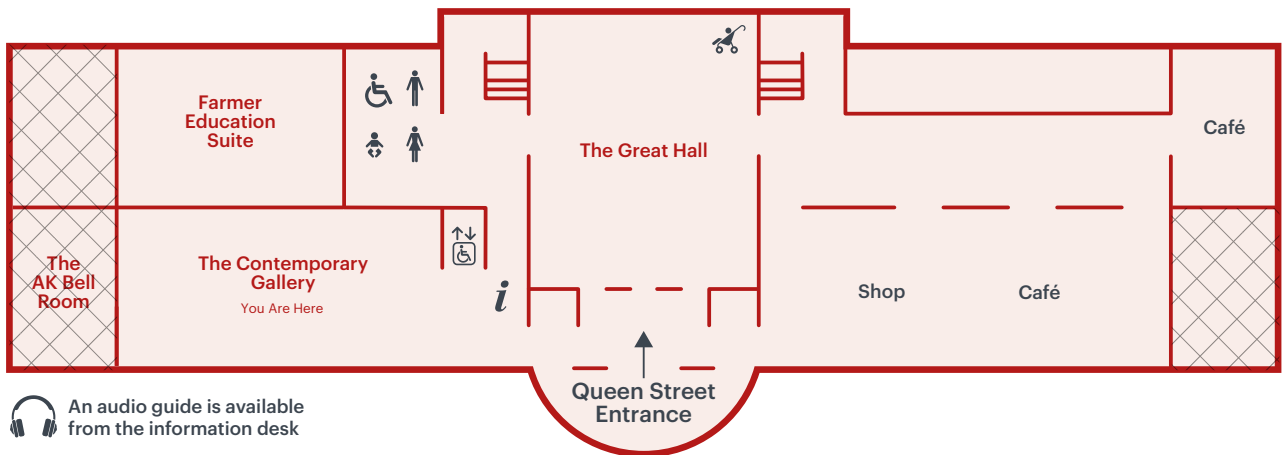 Farmer
Education
Suite
The Great Hall
Café
The
AK Bell
Room
The Contemporary
Gallery
You Are Here
i
Shop
Café
Queen Street
Entrance
An audio guide is available
from the information desk